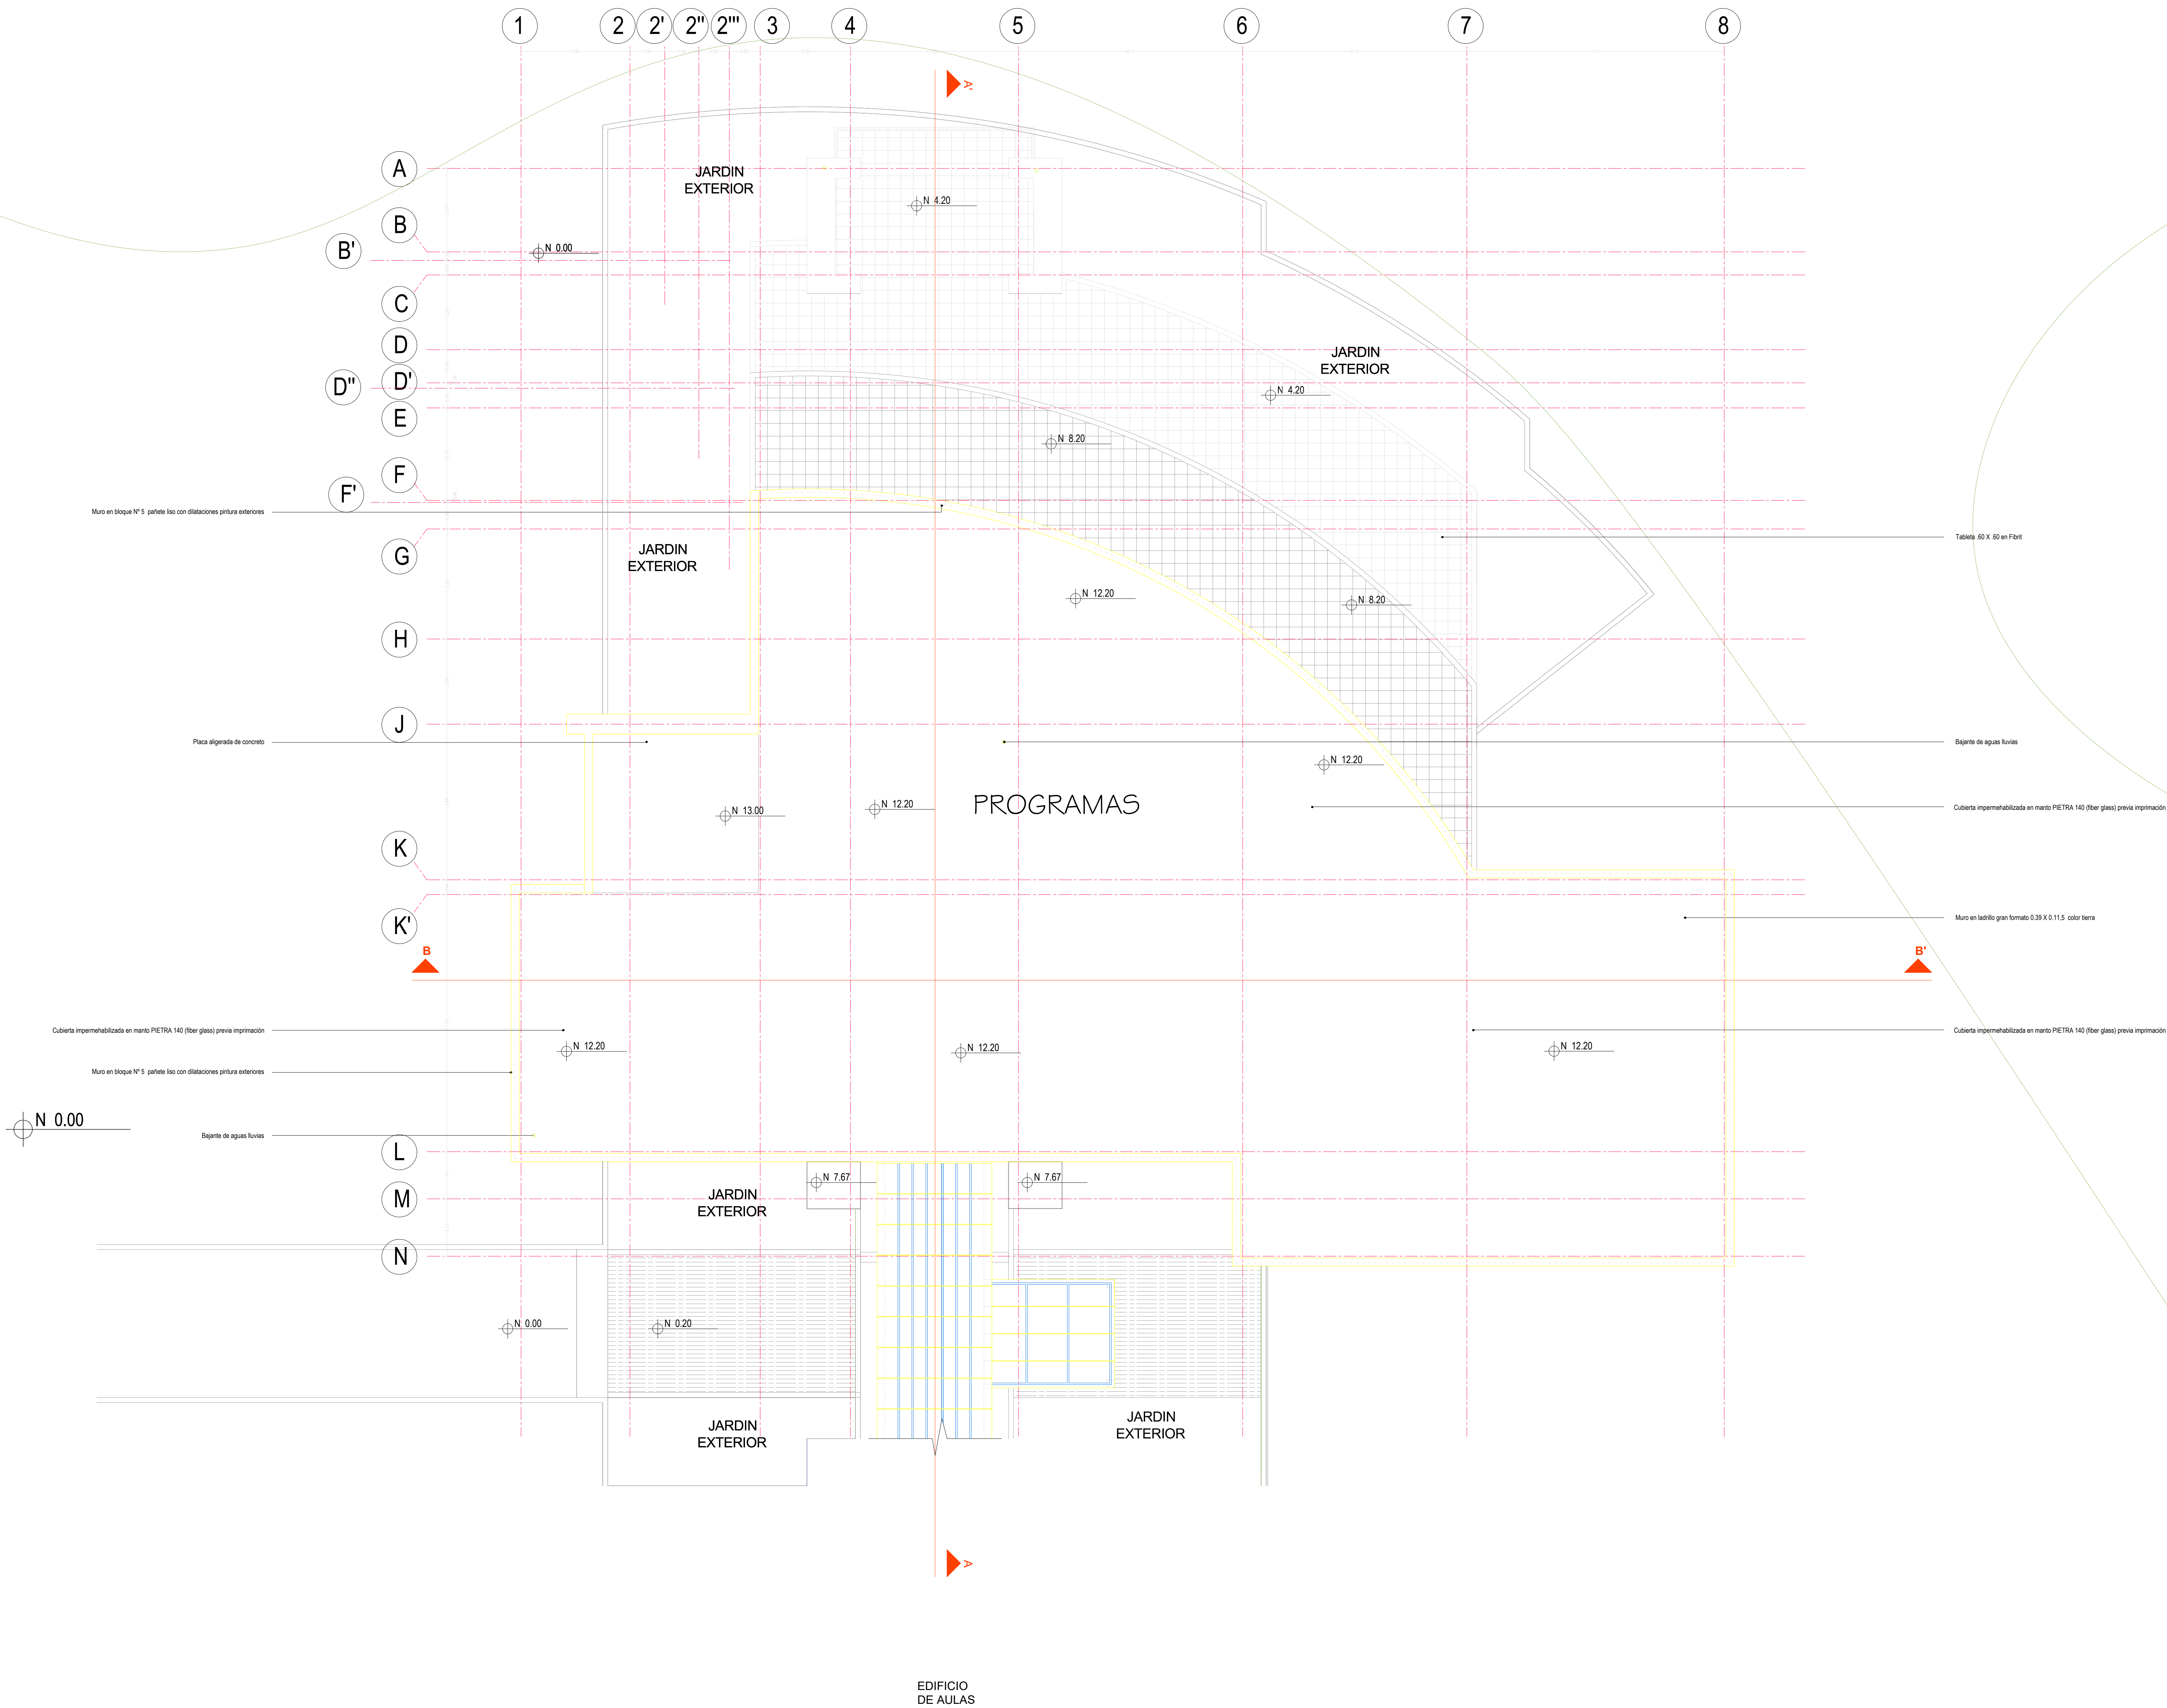 1 2 2' 2" 2''' 3 4 5 6 7 8
A'
A
JARDIN
EXTERIOR
N 4.20
B
B'
N 0.00
C
D
JARDIN
EXTERIOR
D"
D'
N 4.20
E
N 8.20
F
F'
Muro en bloque Nº 5 pañete liso con dilataciones pintura exteriores
Tableta .60 X .60 en Fibrit
G
JARDIN
EXTERIOR
N 12.20
N 8.20
H
J
Placa aligerada de concreto
Bajante de aguas lluvias
N 12.20
N 13.00
N 12.20
PROGRAMAS
Cubierta impermehabilizada en manto PIETRA 140 (fiber glass) previa imprimación
K
K'
Muro en ladrillo gran formato 0.39 X 0.11,5 color tierra
B
B'
Cubierta impermehabilizada en manto PIETRA 140 (fiber glass) previa imprimación
Cubierta impermehabilizada en manto PIETRA 140 (fiber glass) previa imprimación
N 12.20
N 12.20
N 12.20
Muro en bloque Nº 5 pañete liso con dilataciones pintura exteriores
N 0.00
Bajante de aguas lluvias
L
N 7.67
N 7.67
M
JARDIN
EXTERIOR
N
N 0.00
N 0.20
JARDIN
EXTERIOR
JARDIN
EXTERIOR
A
EDIFICIO
DE AULAS